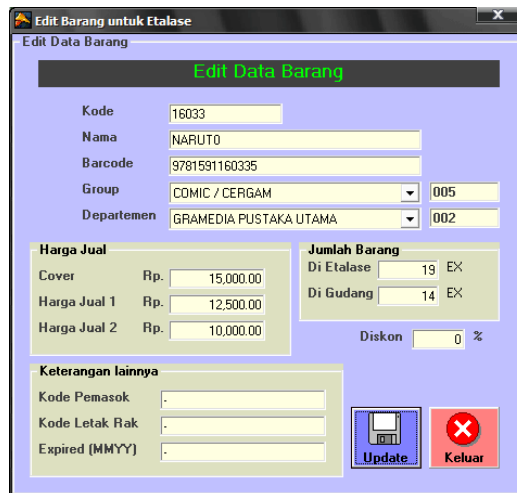 Edit Barang untuk Etalase
X
Edit Data Barang
Edit Data Barang
Kode 16033
Nama NARUTO
Barcode 9781591160335
Group COMIC / CERGAM 005
Departemen GRAMEDIA PUSTAKA UTAMA 002
Harga Jual
Cover Rp. 15,000.00
Harga Jual 1 Rp. 12,500.00
Harga Jual 2 Rp. 10,000.00
Jumlah Barang
Di Etalase 19 EX
Di Gudang 14 EX
Diskon 0 %
Keterangan lainnya
Kode Pemasok .
Kode Letak Rak .
Expired (MMYY) .
Update
Keluar